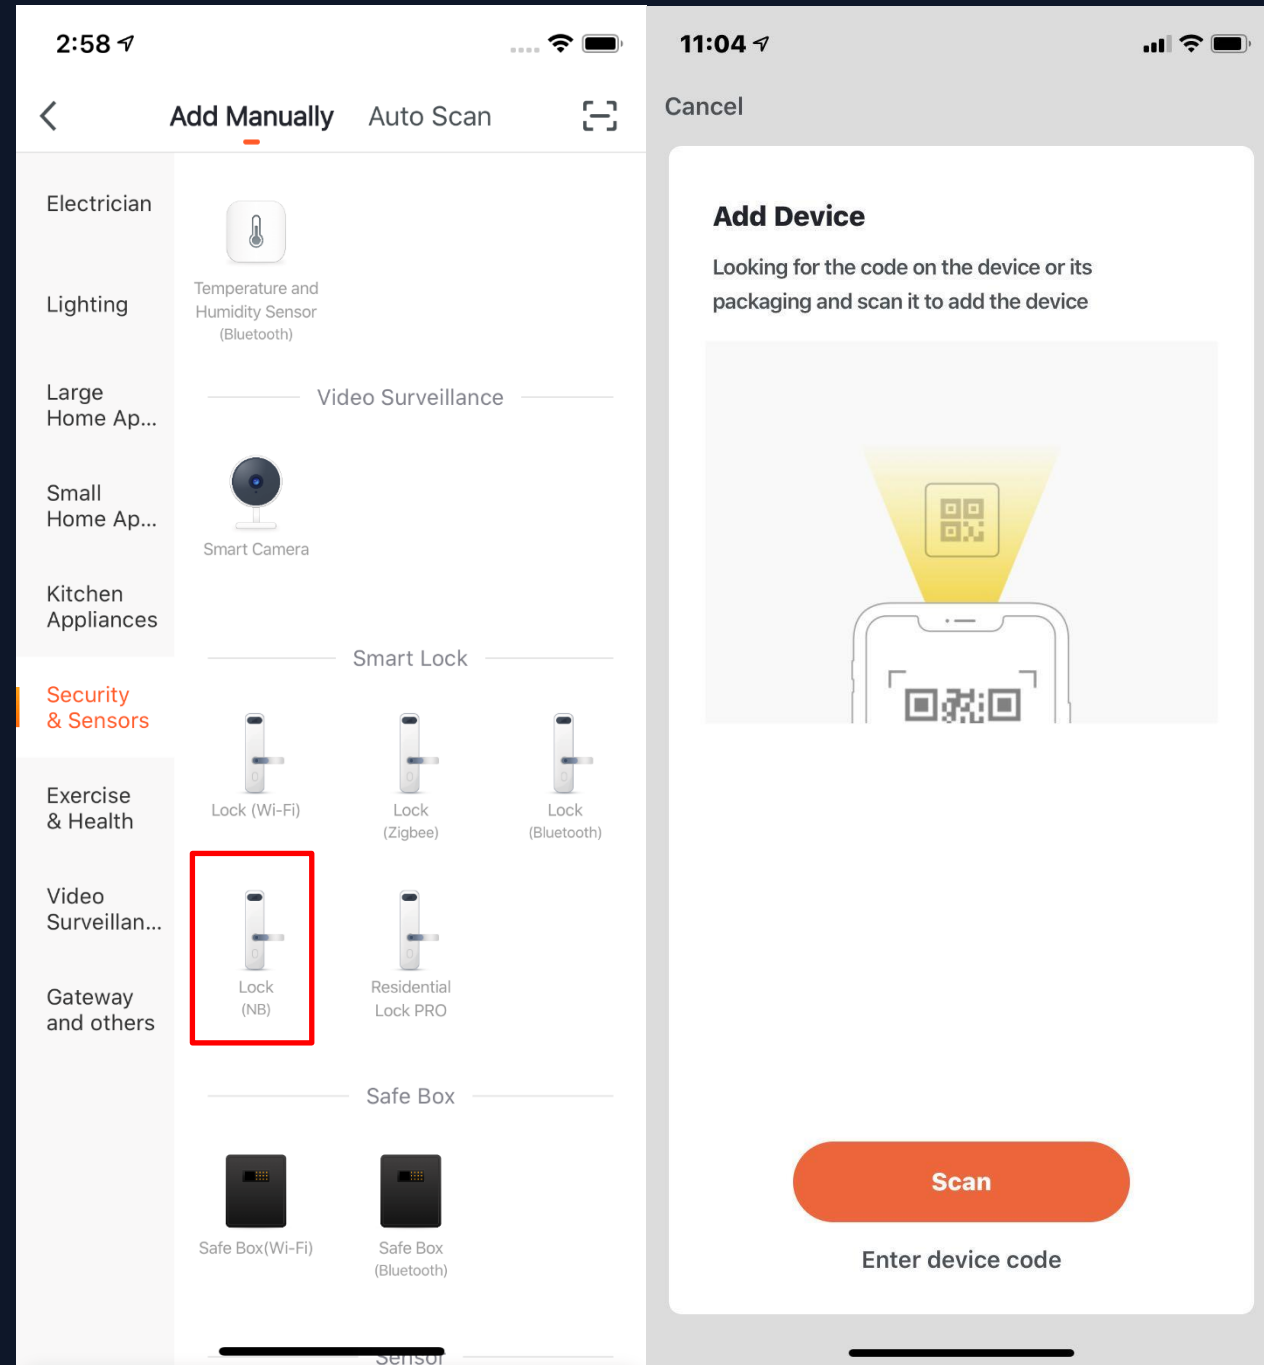 2:58
Add Manually
Auto Scan
Electrician
Lighting
Large
Home Ap...
Small
Home Ap...
Kitchen
Appliances
Security
& Sensors
Exercise
& Health
Video
Surveillan...
Gateway
and others
Temperature and
Humidity Sensor
(Bluetooth)
Video Surveillance
Smart Camera
Smart Lock
Lock (Wi-Fi)
Lock
(Zigbee)
Lock
(Bluetooth)
Lock
(NB)
Residential
Lock PRO
Safe Box
Safe Box(Wi-Fi)
Safe Box
(Bluetooth)
Sensor
11:04
Cancel
Add Device
Looking for the code on the device or its
packaging and scan it to add the device
Scan
Enter device code